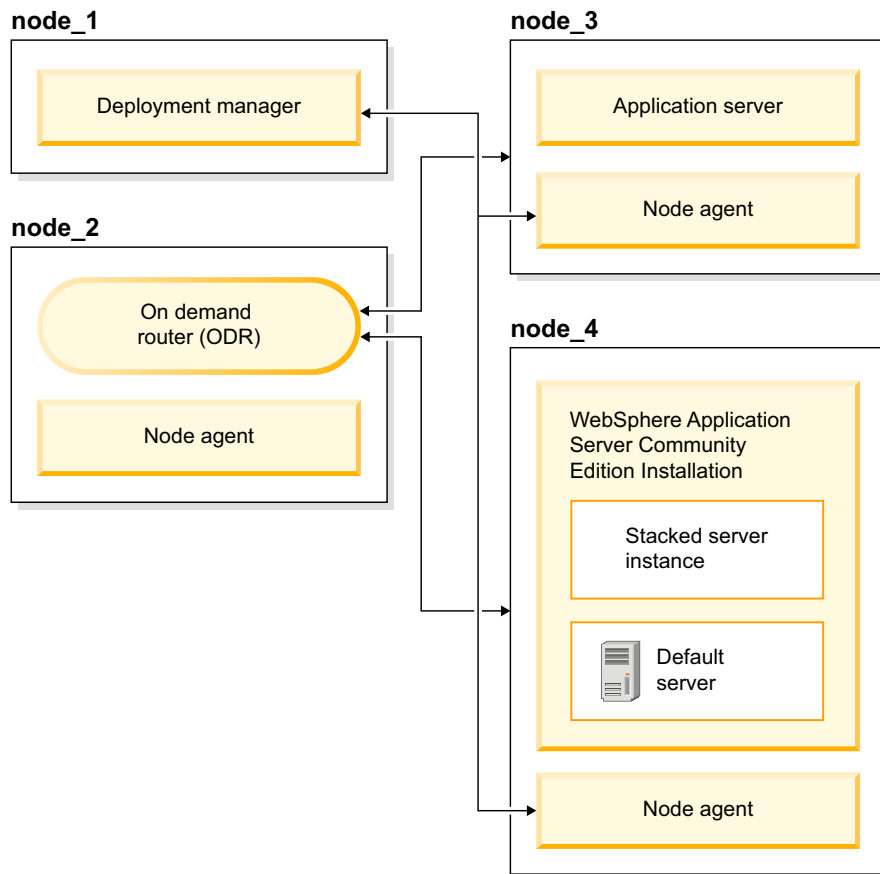 node_1
Deployment manager
node_2
On demand
router (ODR)
Node agent
node_3
Application server
Node agent
node_4
WebSphere Application
Server Community
Edition Installation
Stacked server
instance
Default
server
Node agent